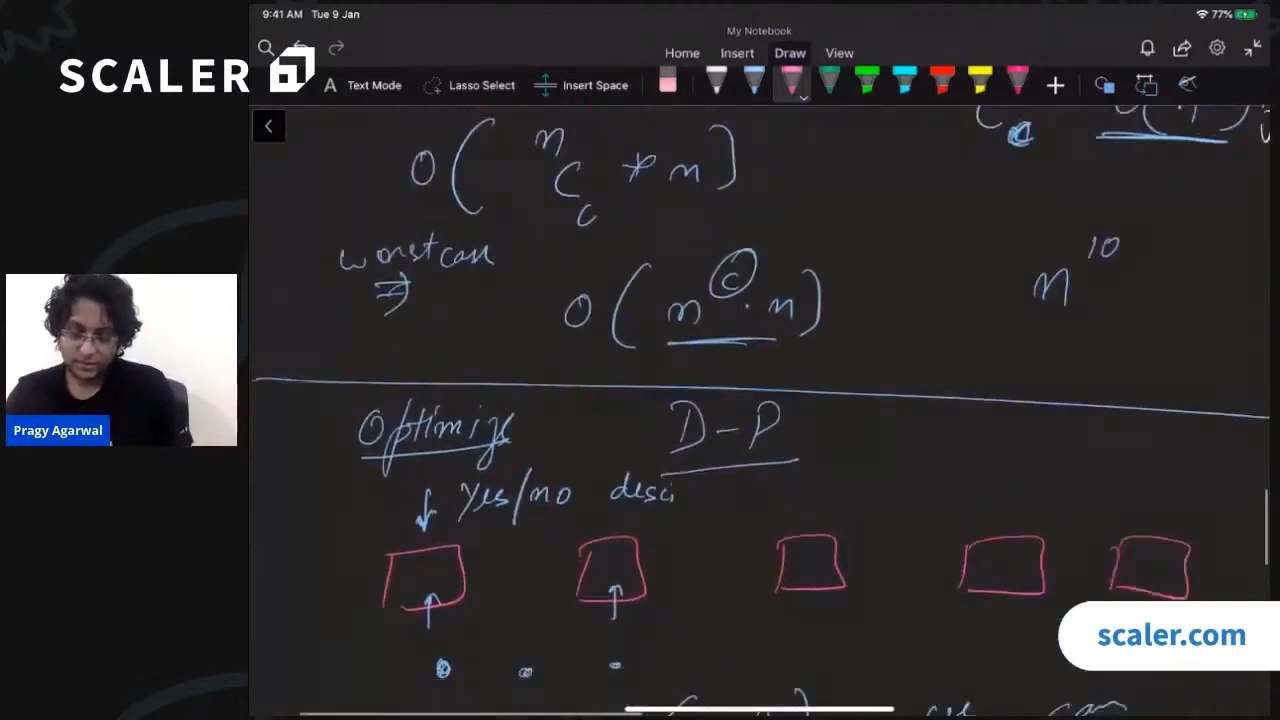 9:41 AM Tue 9 Jan
77%
My Notebook
SCALER
Home Insert Draw View
A Text Mode Lasso Select Insert Space
O( nCc * n)
worst case
⇒ O( n^c . n) n^10
Optimize D-P
↓ Yes/no desci
Pragy Agarwal
scaler.com